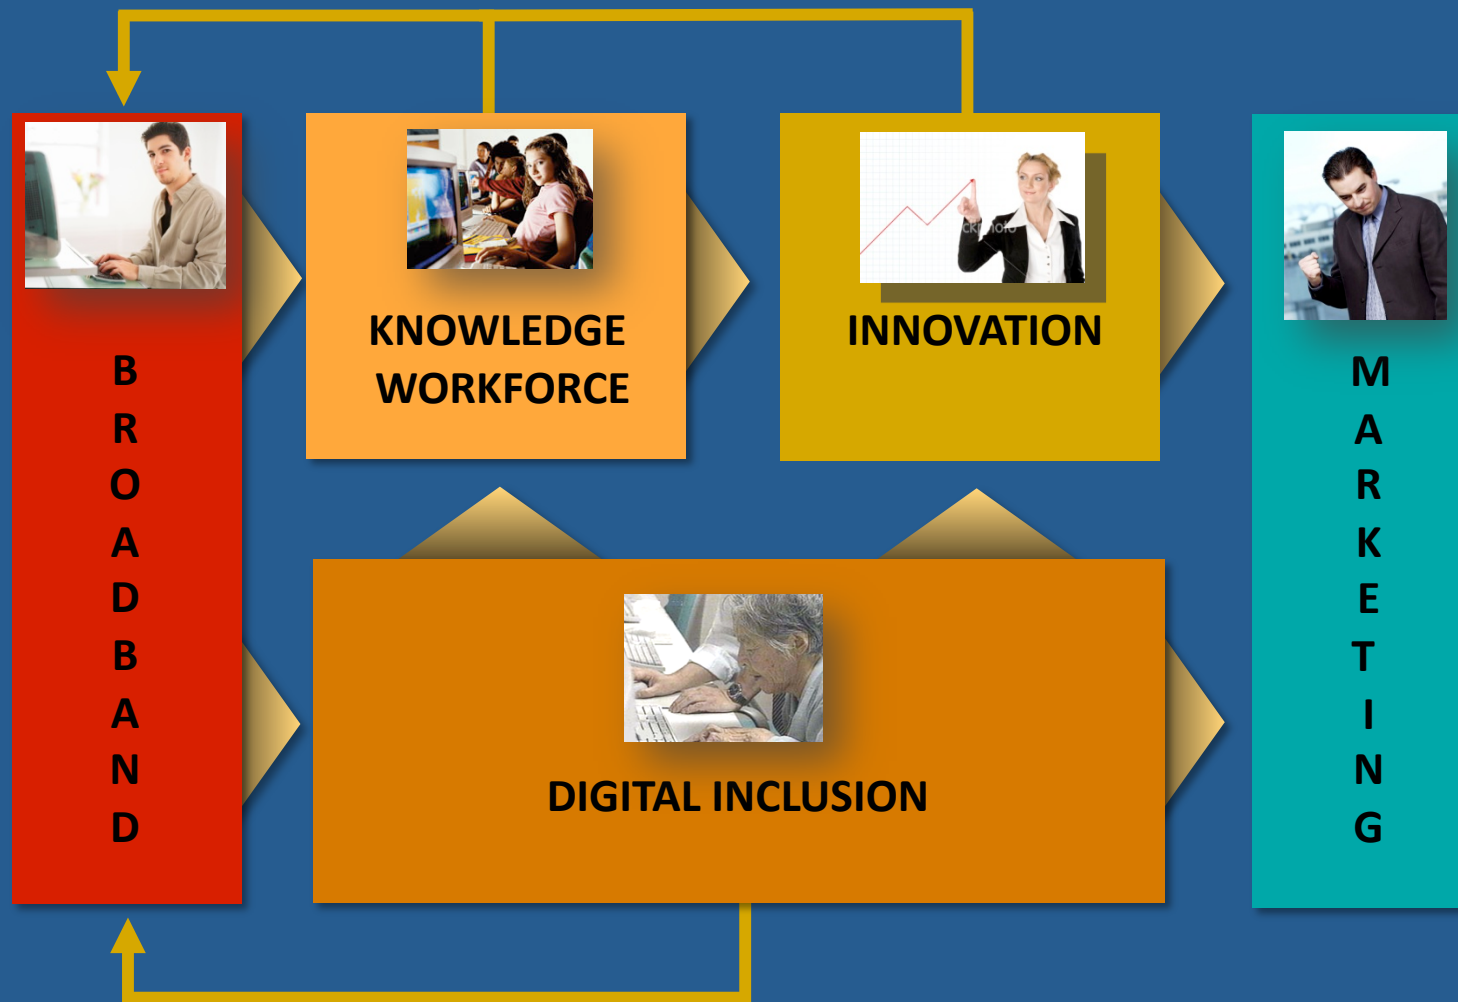 BROADBAND
KNOWLEDGE
WORKFORCE
INNOVATION
DIGITAL INCLUSION
MARKETING